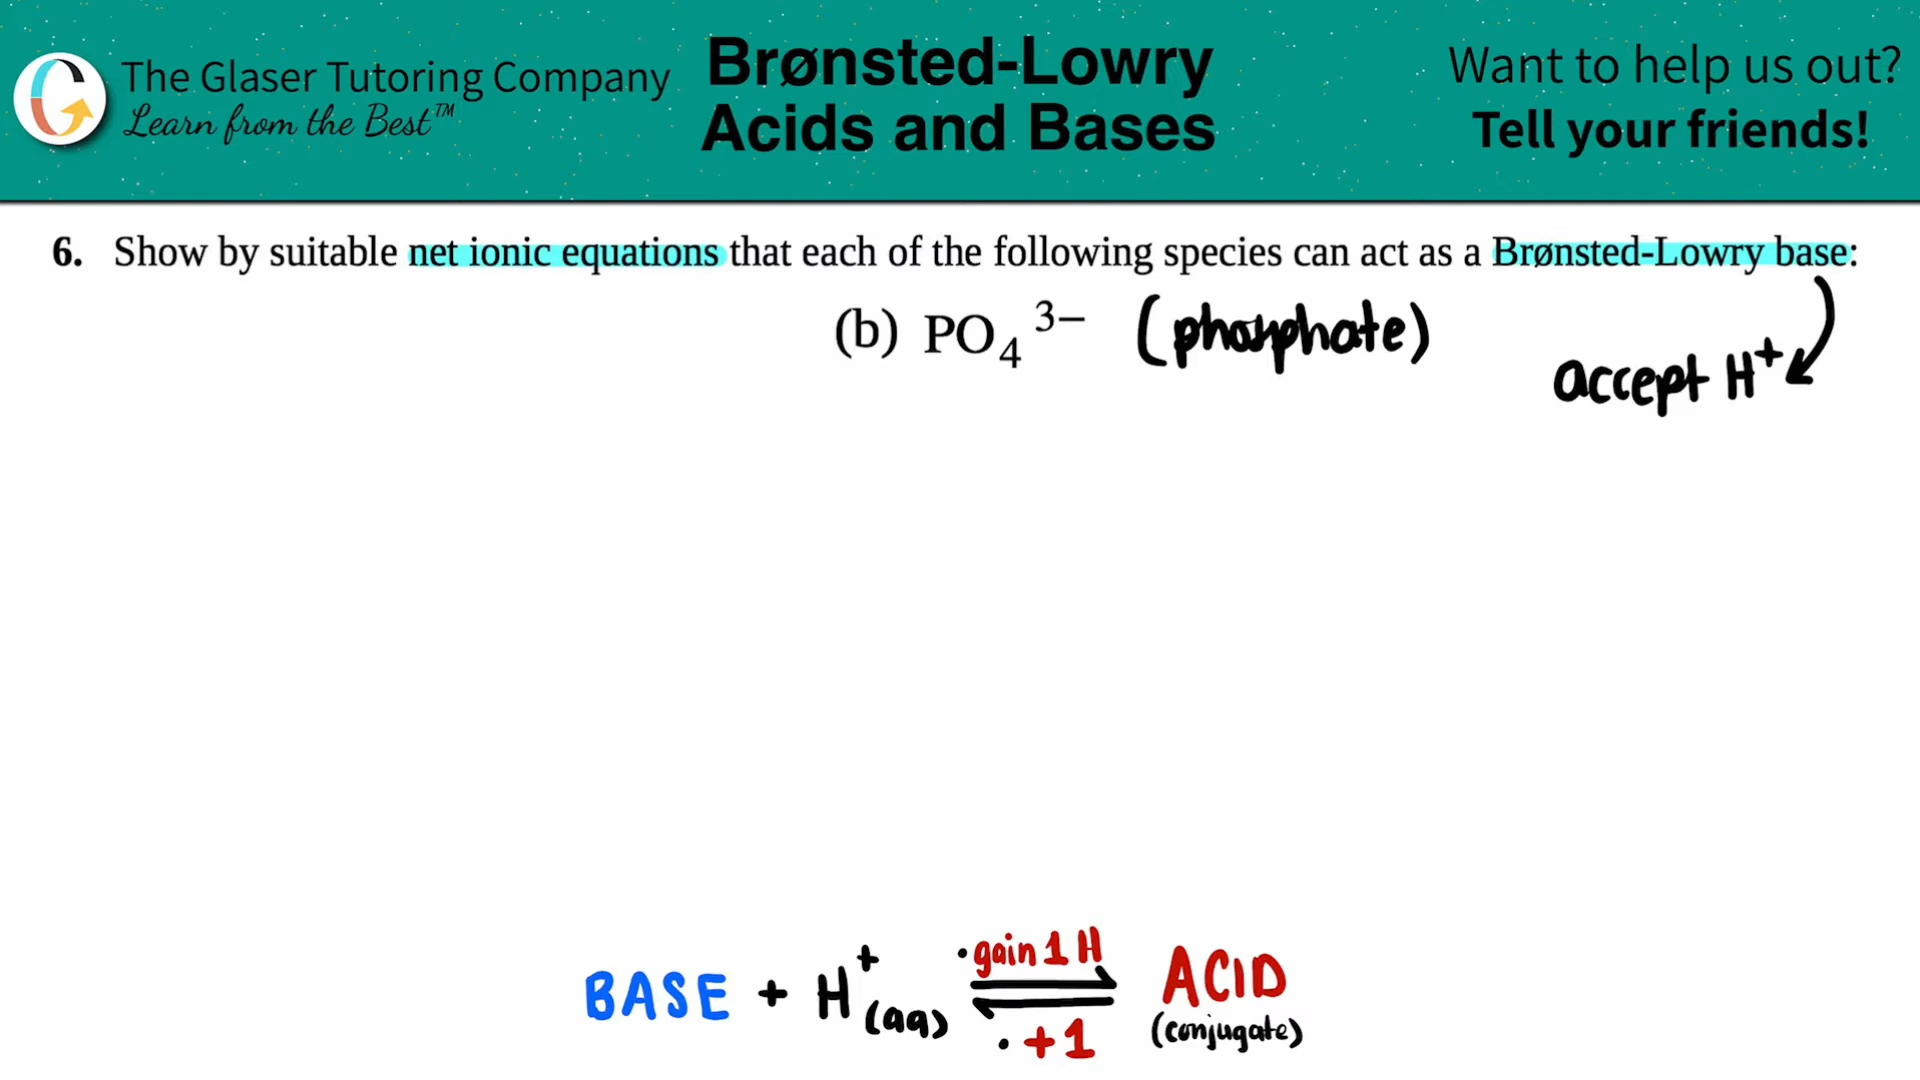 The Glaser Tutoring Company
Learn from the Best™
Brønsted-Lowry
Acids and Bases
Want to help us out?
Tell your friends!
6. Show by suitable net ionic equations that each of the following species can act as a Brønsted-Lowry base:
(b) PO₄³⁻ (phosphate)
accept H⁺
BASE + H⁺(aq) ⇌ ACID
• gain 1 H
• +1
(conjugate)